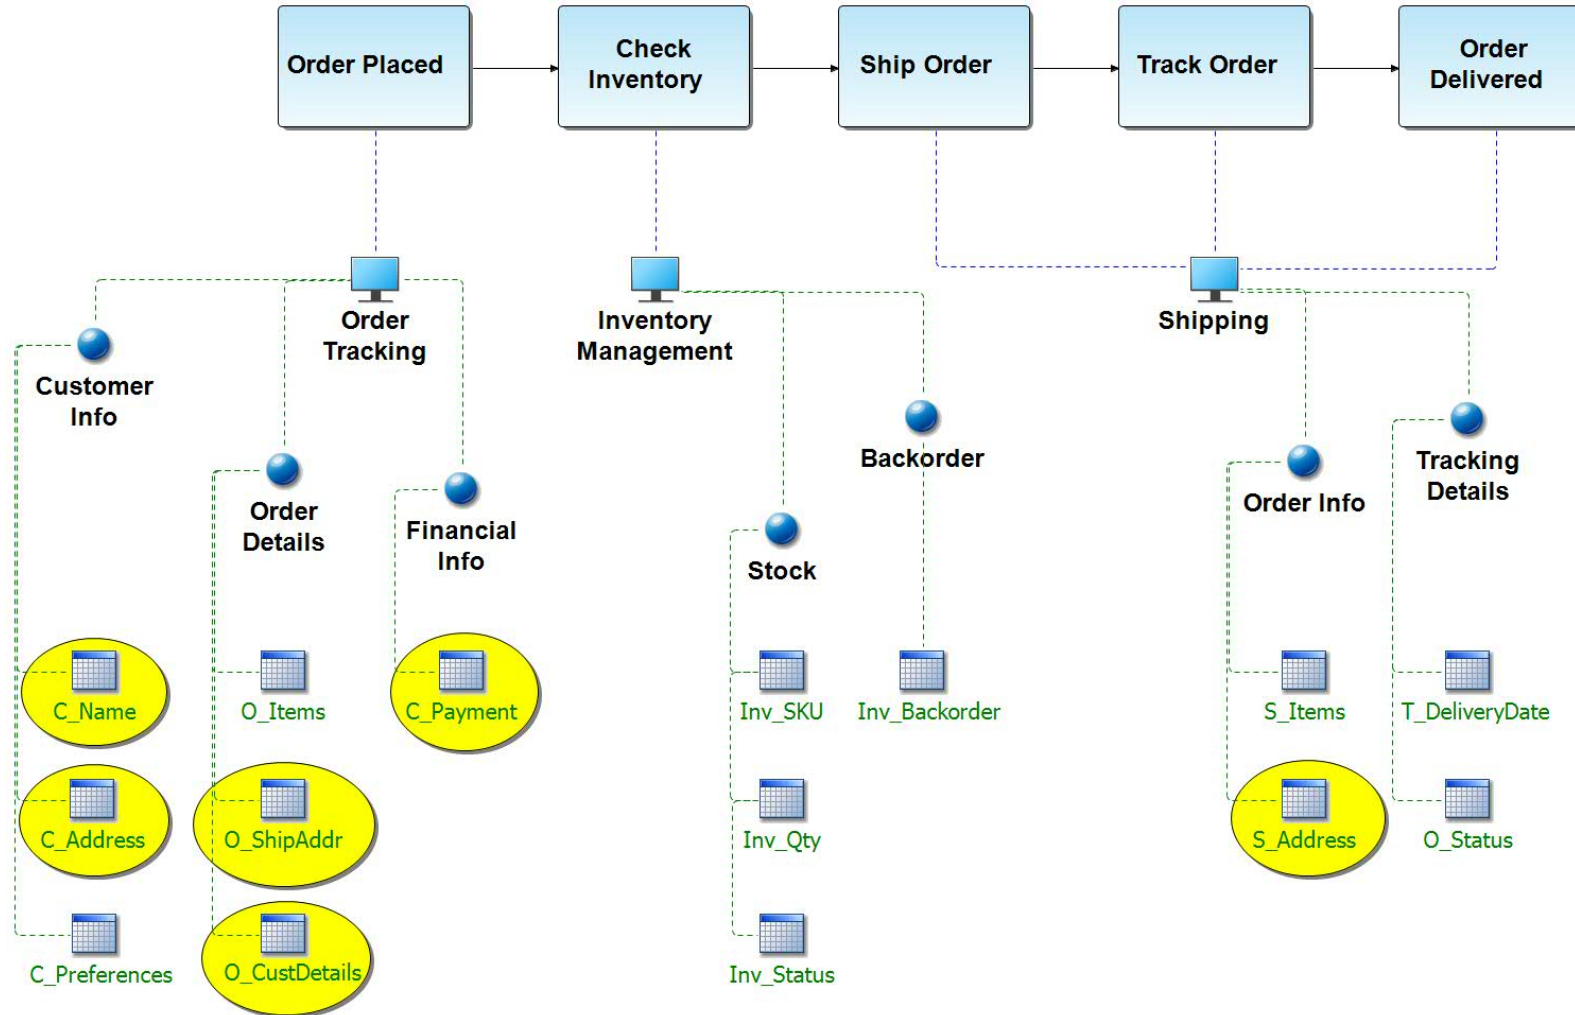 Order Placed
Check
Inventory
Ship Order
Track Order
Order
Delivered
Order
Tracking
Inventory
Management
Shipping
Customer
Info
Order
Details
Financial
Info
Backorder
Stock
Order Info
Tracking
Details
C_Name
O_Items
C_Payment
Inv_SKU
Inv_Backorder
S_Items
T_DeliveryDate
C_Address
O_ShipAddr
Inv_Qty
S_Address
O_Status
C_Preferences
O_CustDetails
Inv_Status